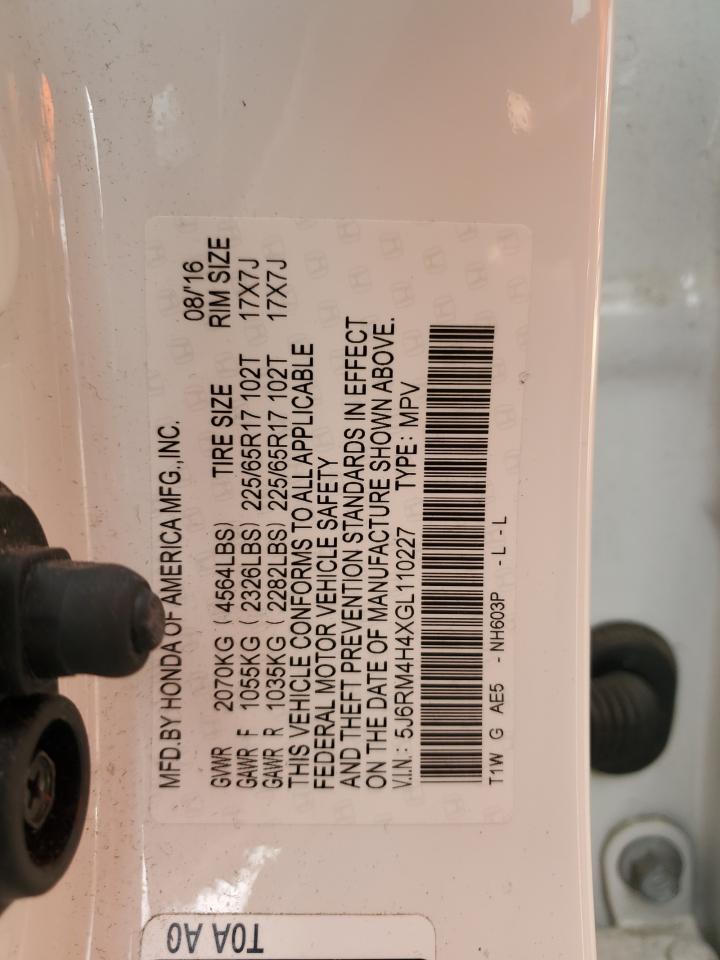 MFD.BY HONDA OF AMERICA MFG.,INC. 08/'16
GVWR 2070KG (4564LBS) TIRE SIZE RIM SIZE
GAWR F 1055KG (2326LBS) 225/65R17 102T 17X7J
GAWR R 1035KG (2282LBS) 225/65R17 102T 17X7J
THIS VEHICLE CONFORMS TO ALL APPLICABLE
FEDERAL MOTOR VEHICLE SAFETY
AND THEFT PREVENTION STANDARDS IN EFFECT
ON THE DATE OF MANUFACTURE SHOWN ABOVE.
V.I.N.: 5J6RM4H4XGL110227 TYPE: MPV
T1W G AE5 - NH603P - L - L
T0A A0